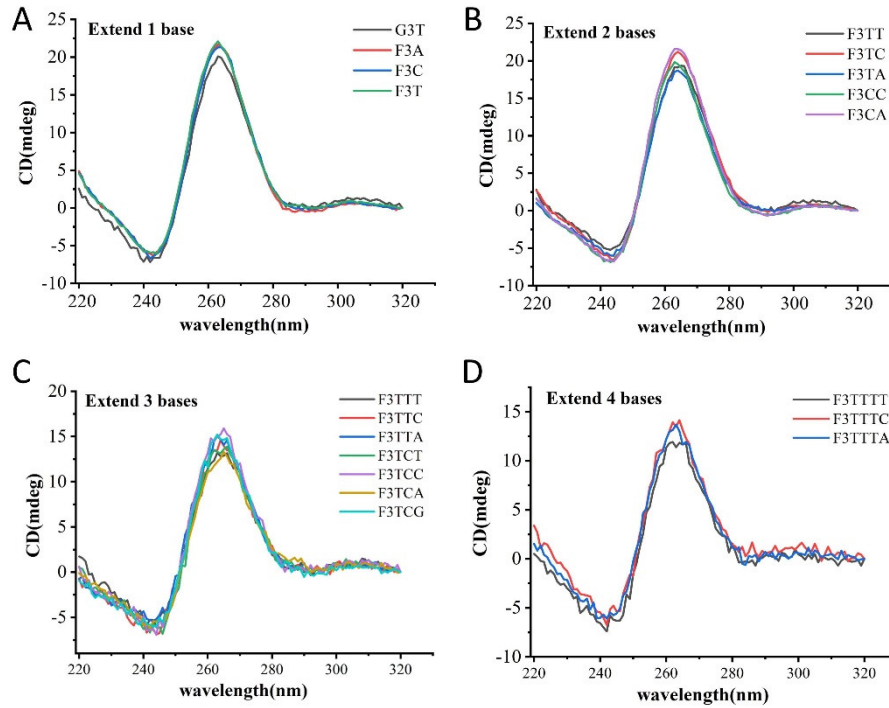 A
Extend 1 base
G3T
F3A
F3C
F3T
CD(mdeg)
25
20
15
10
5
0
-5
-10
220 240 260 280 300 320
wavelength(nm)
B
Extend 2 bases
F3TT
F3TC
F3TA
F3CC
F3CA
CD(mdeg)
25
20
15
10
5
0
-5
-10
220 240 260 280 300 320
wavelength(nm)
C
Extend 3 bases
F3TTT
F3TTC
F3TTA
F3TCT
F3TCC
F3TCA
F3TCG
CD(mdeg)
20
15
10
5
0
-5
-10
220 240 260 280 300 320
wavelength(nm)
D
Extend 4 bases
F3TTTT
F3TTTC
F3TTTA
CD(mdeg)
15
10
5
0
-5
-10
220 240 260 280 300 320
wavelength(nm)